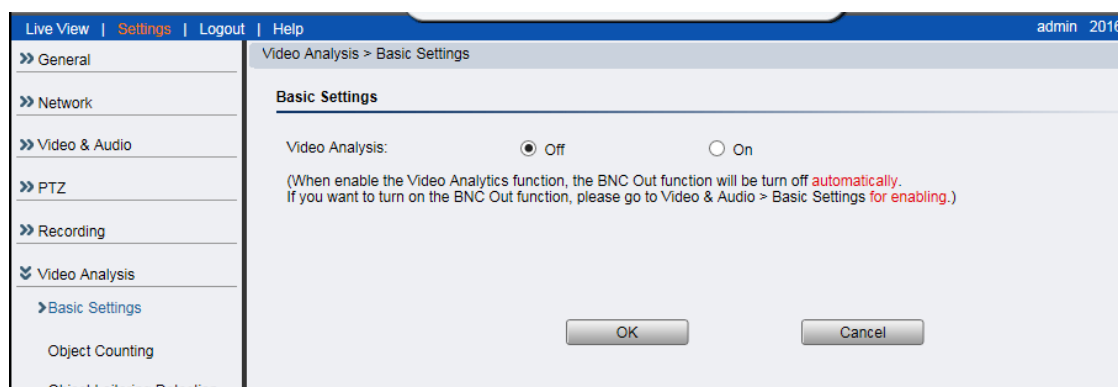 Live View | Settings | Logout | Help admin 2016
Video Analysis > Basic Settings
General
Network
Video & Audio
PTZ
Recording
Video Analysis
Basic Settings
Object Counting
Basic Settings
Video Analysis: Off On
(When enable the Video Analytics function, the BNC Out function will be turn off automatically.
If you want to turn on the BNC Out function, please go to Video & Audio > Basic Settings for enabling.)
OK Cancel